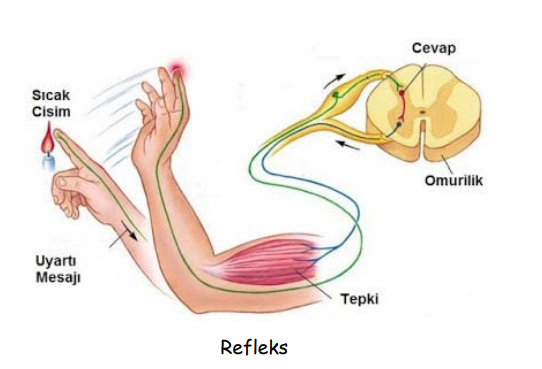 Cevap
Sıcak
Cisim
Omurilik
Uyartı
Mesajı
Tepki
Refleks